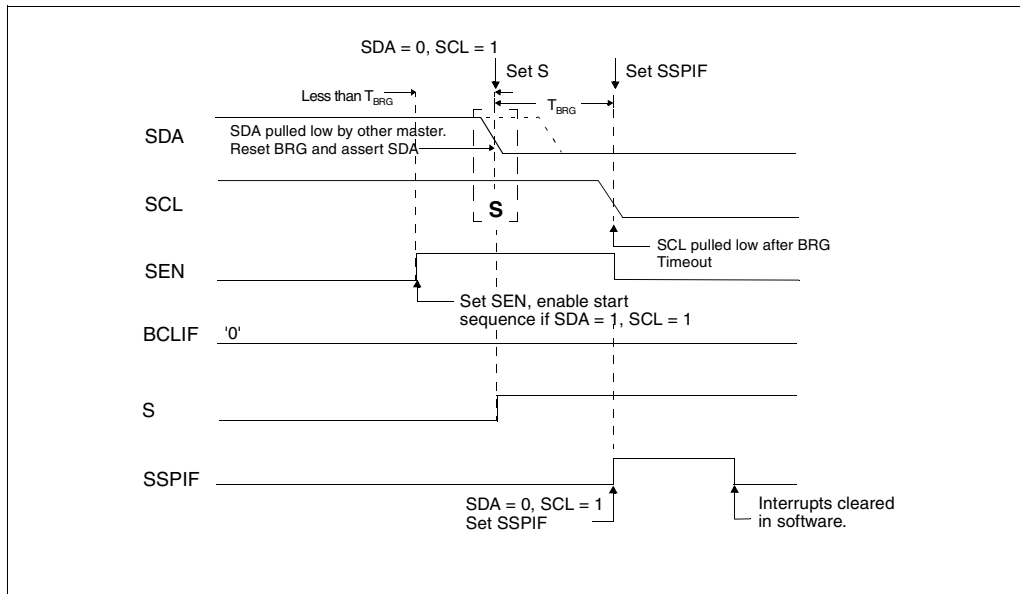 SDA = 0, SCL = 1
Set S
Set SSPIF
Less than TBRG
TBRG
SDA
SDA pulled low by other master.
Reset BRG and assert SDA
SCL
S
SCL pulled low after BRG
Timeout
SEN
Set SEN, enable start
sequence if SDA = 1, SCL = 1
BCLIF
'0'
S
SSPIF
SDA = 0, SCL = 1
Set SSPIF
Interrupts cleared
in software.